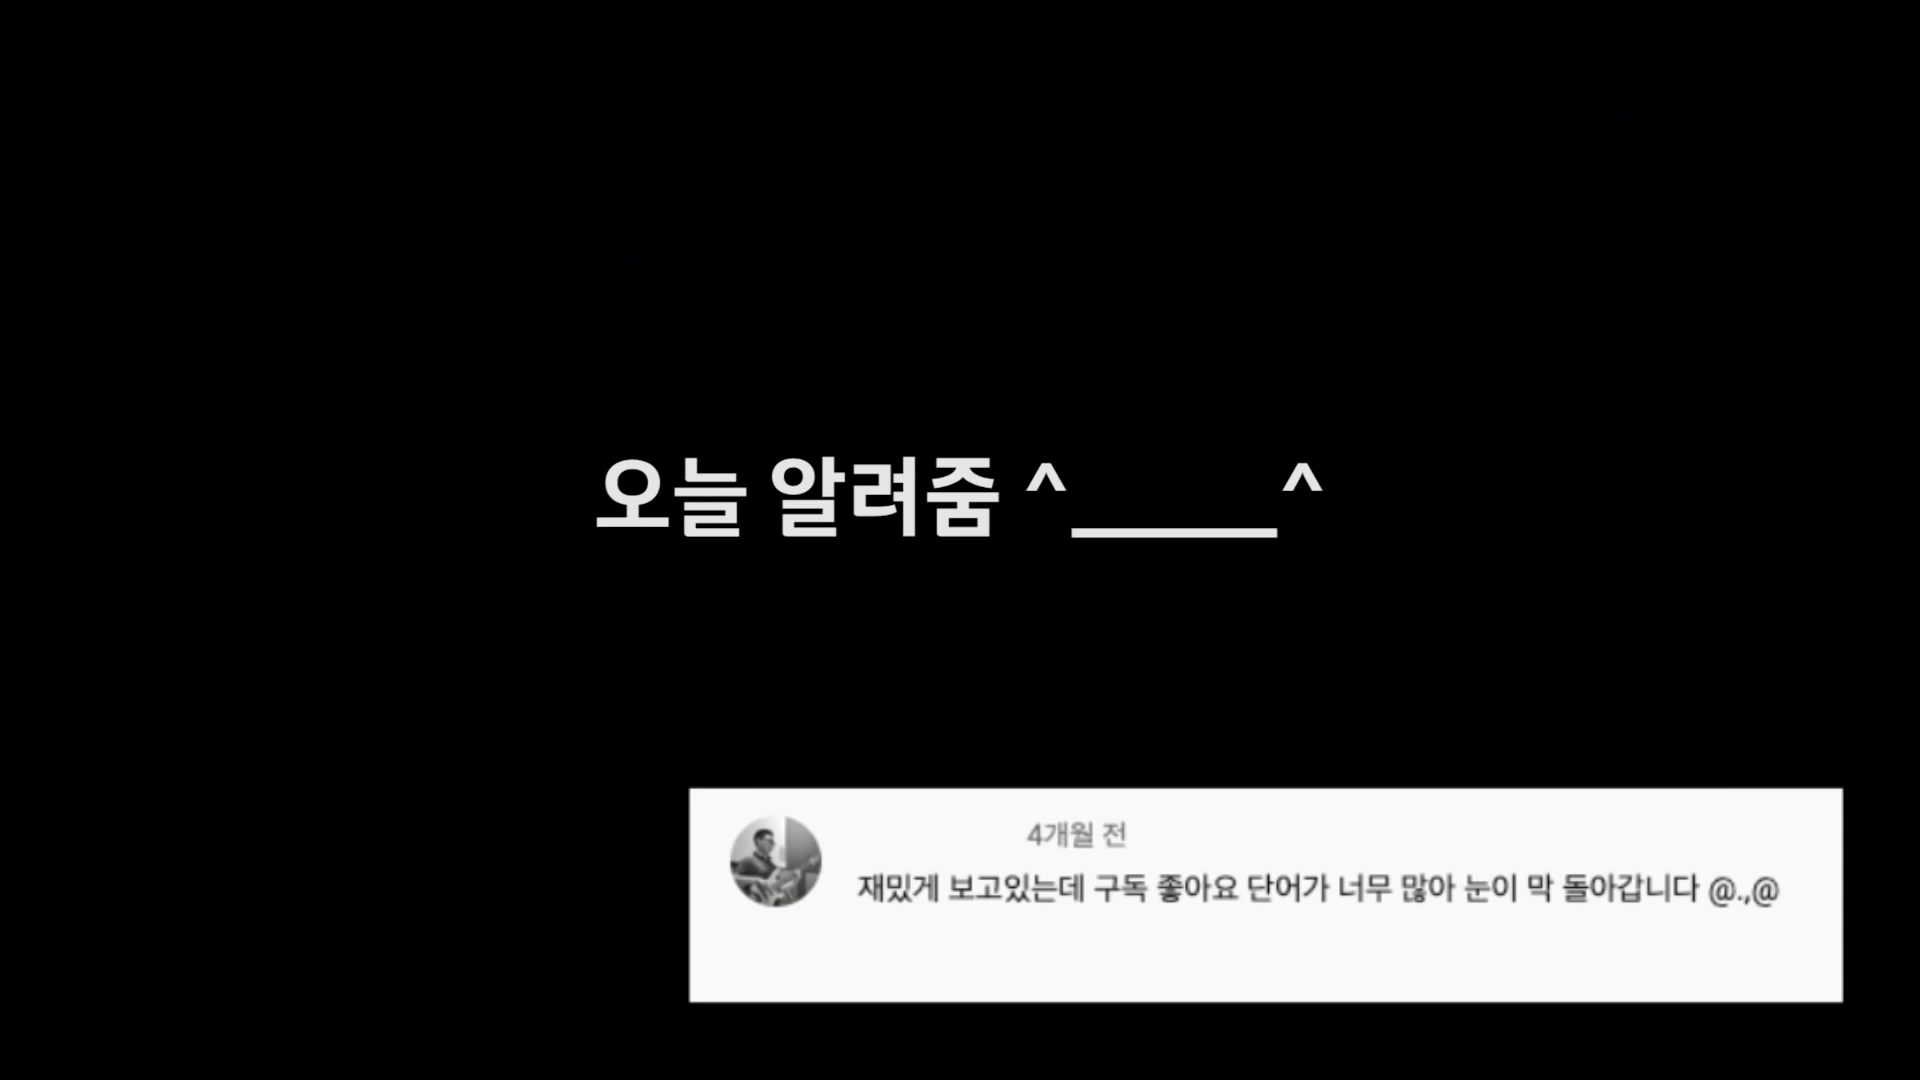 오늘 알려줌 ^____^
4개월 전
재밌게 보고있는데 구독 좋아요 단어가 너무 많아 눈이 막 돌아갑니다 @.,@